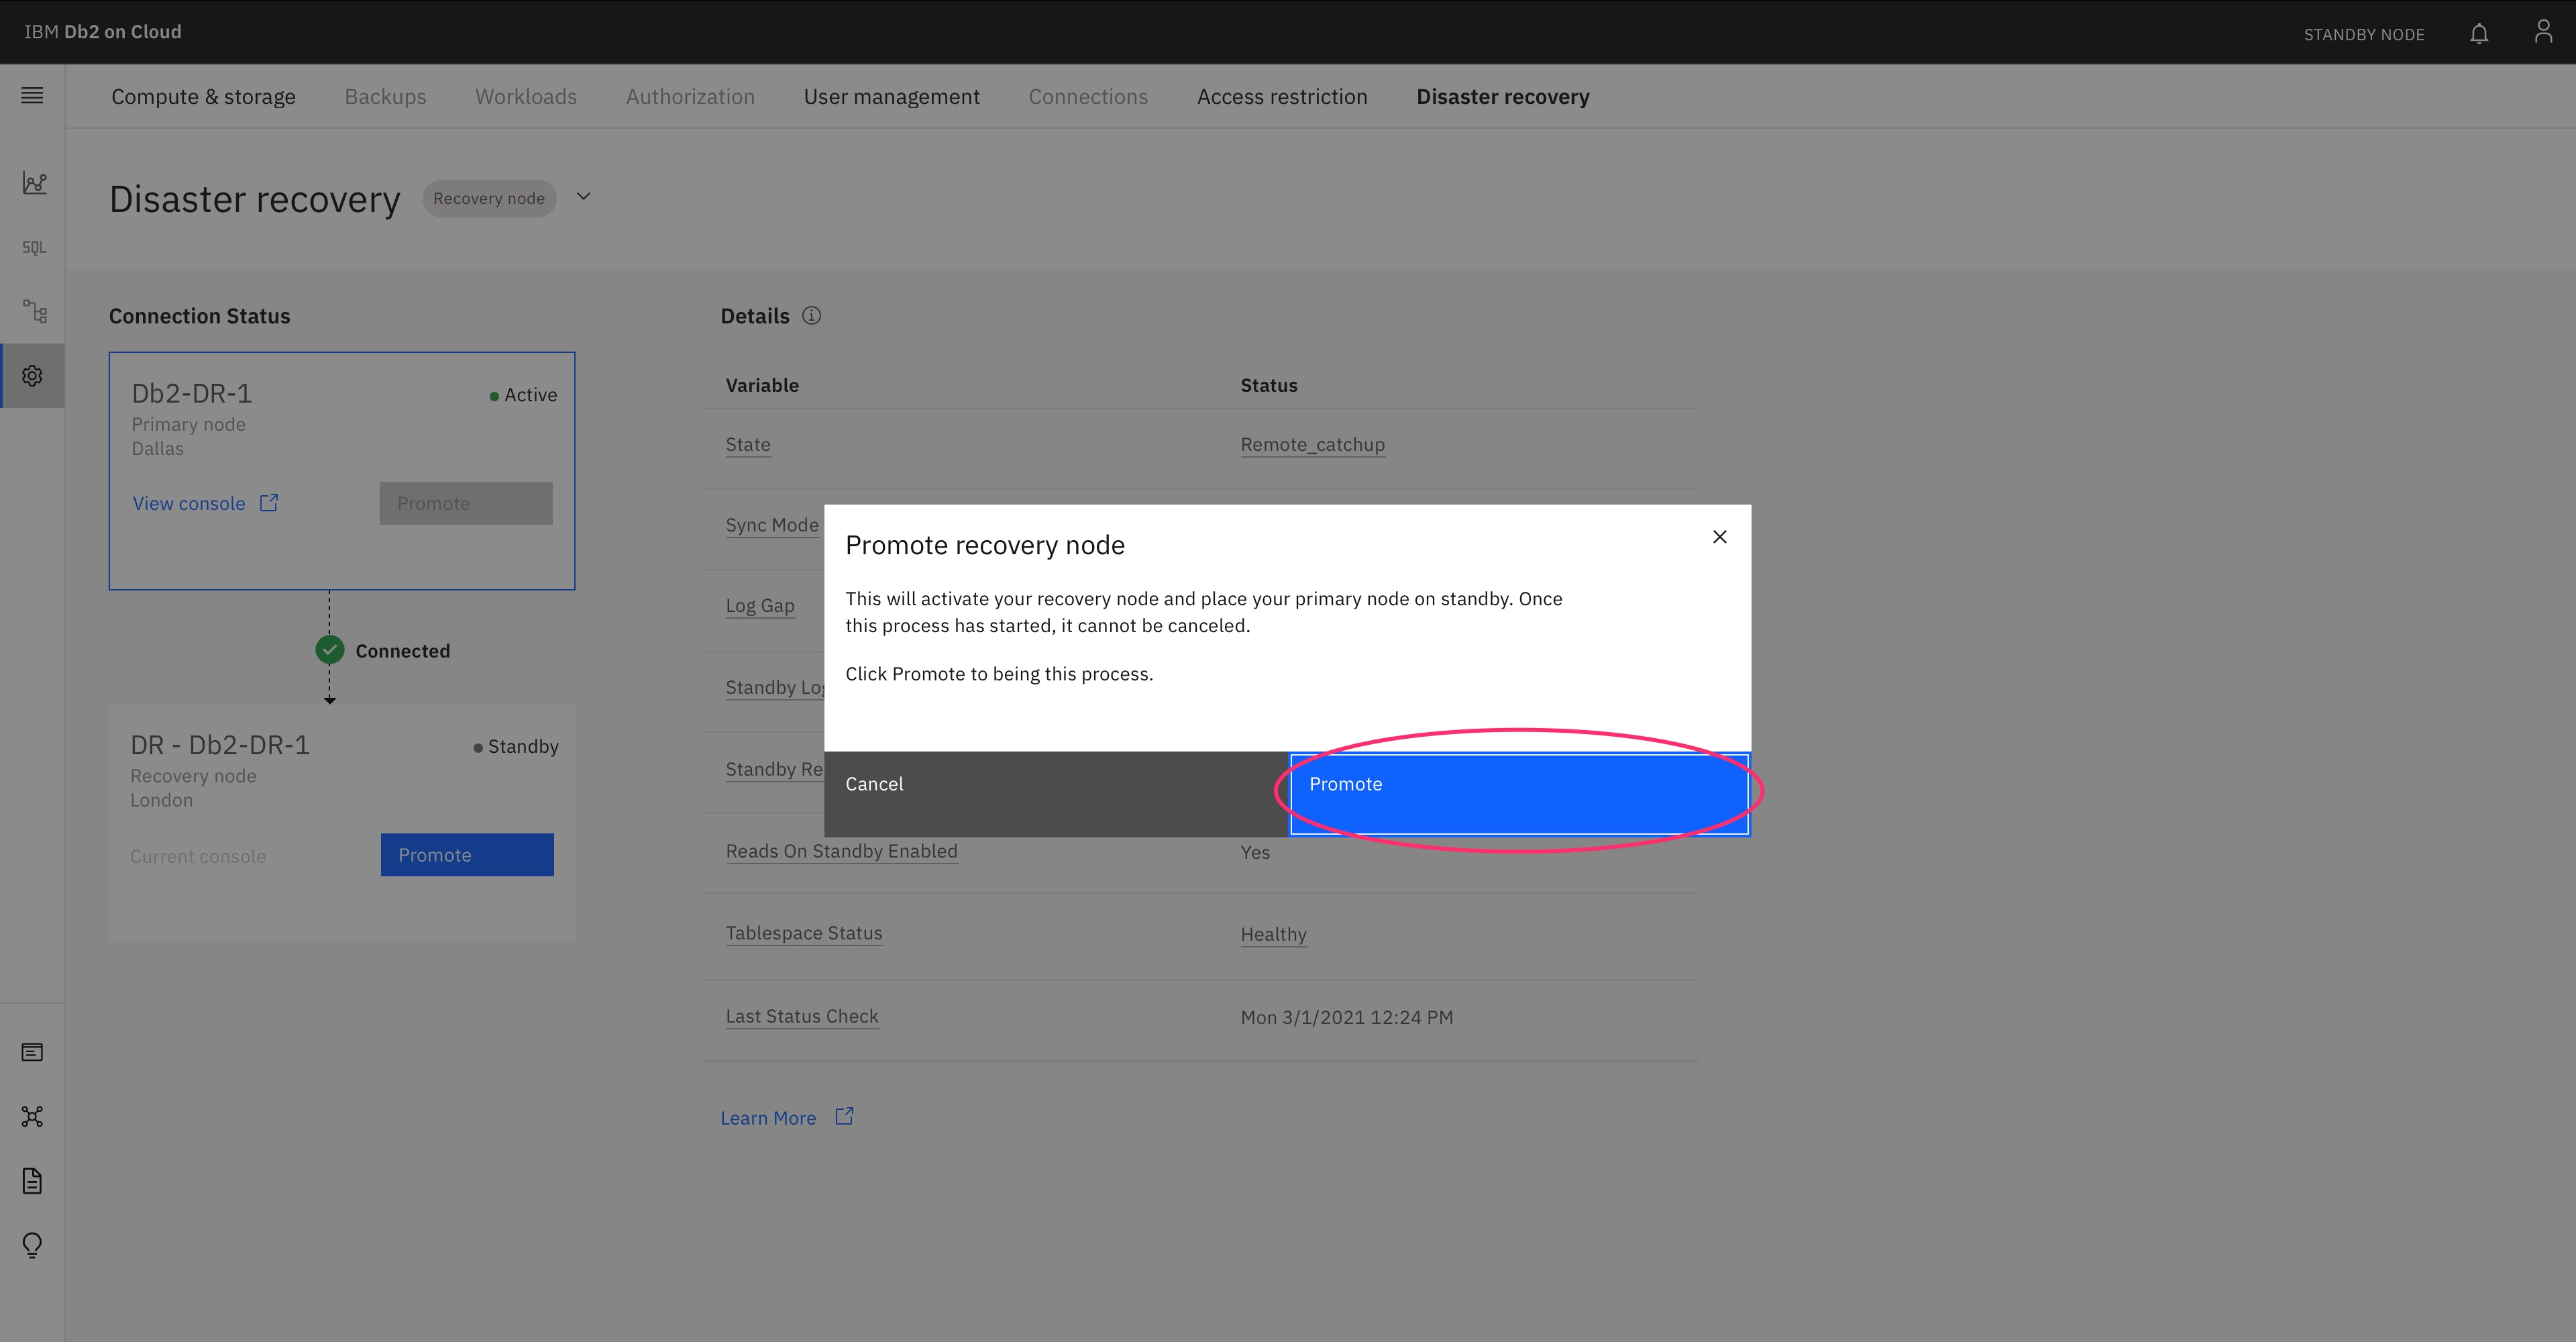 IBM Db2 on Cloud
STANDBY NODE
Compute & storage
Backups
Workloads
Authorization
User management
Connections
Access restriction
Disaster recovery
Disaster recovery
Recovery node
SQL
Connection Status
Db2-DR-1
Active
Primary node
Dallas
View console
Promote
Connected
DR - Db2-DR-1
Standby
Recovery node
London
Current console
Promote
Details
Variable
Status
State
Remote_catchup
Sync Mode
Log Gap
Standby
Standby
Reads On Standby Enabled
Yes
Tablespace Status
Healthy
Last Status Check
Mon 3/1/2021 12:24 PM
Learn More
Promote recovery node
This will activate your recovery node and place your primary node on standby. Once
this process has started, it cannot be canceled.
Click Promote to being this process.
Cancel
Promote